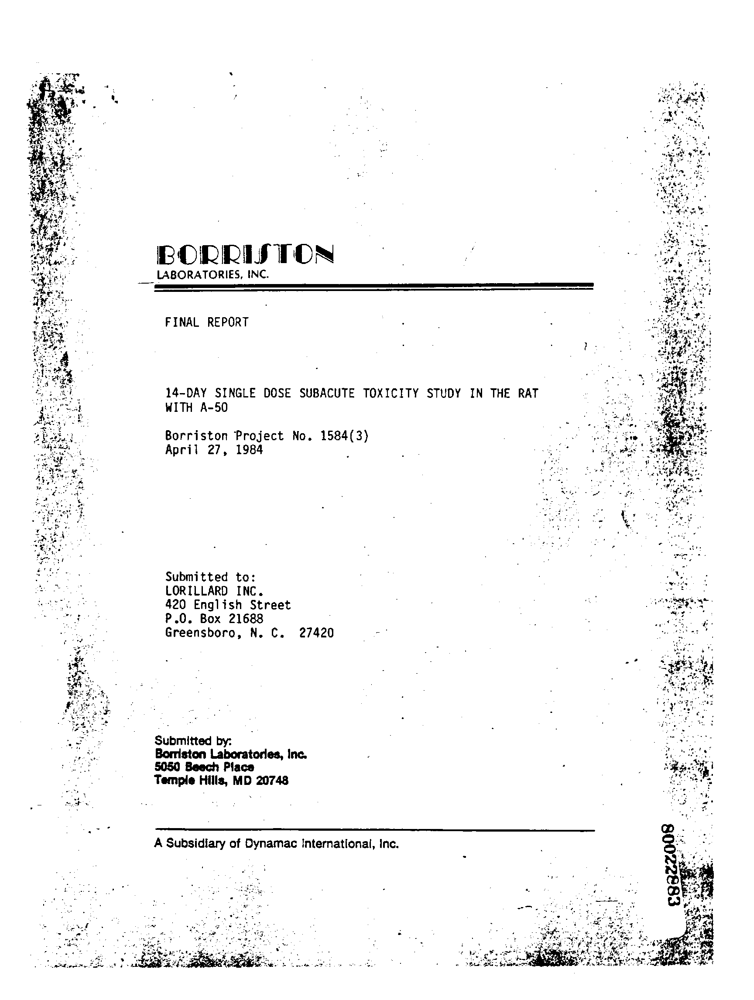 BORRISTON
LABORATORIES, INC.
FINAL REPORT
14-DAY SINGLE DOSE SUBACUTE TOXICITY STUDY IN THE RAT
WITH A-50
Borriston Project No. 1584(3)
April 27, 1984
Submitted to:
LORILLARD INC.
420 English Street
P.O. Box 21688
Greensboro, N. C. 27420
Submitted by:
Borriston Laboratories, Inc.
5050 Beech Place
Temple Hills, MD 20748
A Subsidiary of Dynamac International, Inc.
80022883